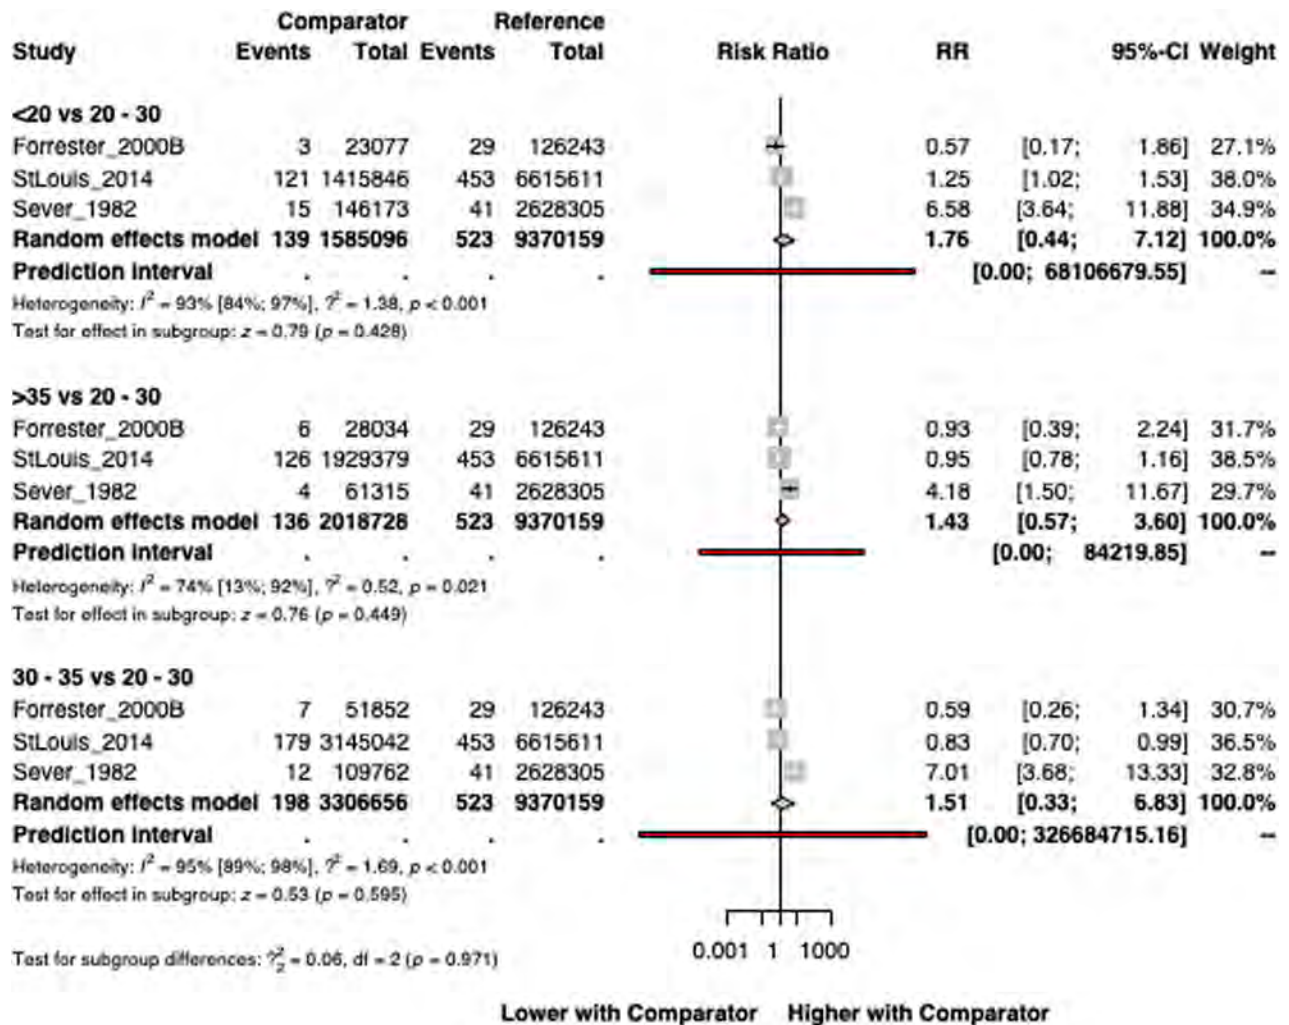 Comparator Reference
Study Events Total Events Total Risk Ratio RR 95%-CI Weight
<20 vs 20 - 30
Forrester_2000B 3 23077 29 126243 0.57 [0.17; 1.86] 27.1%
StLouis_2014 121 1415846 453 6615611 1.25 [1.02; 1.53] 38.0%
Sever_1982 15 146173 41 2628305 6.58 [3.64; 11.88] 34.9%
Random effects model 139 1585096 523 9370159 1.76 [0.44; 7.12] 100.0%
Prediction Interval . . . . [0.00; 68106679.55] --
Heterogeneity: I² = 93% [84%; 97%], ?² = 1.38, p < 0.001
Test for effect in subgroup: z = 0.79 (p = 0.428)
>35 vs 20 - 30
Forrester_2000B 6 28034 29 126243 0.93 [0.39; 2.24] 31.7%
StLouis_2014 126 1929379 453 6615611 0.95 [0.78; 1.16] 38.5%
Sever_1982 4 61315 41 2628305 4.18 [1.50; 11.67] 29.7%
Random effects model 136 2018728 523 9370159 1.43 [0.57; 3.60] 100.0%
Prediction Interval . . . . [0.00; 84219.85] --
Heterogeneity: I² = 74% [13%; 92%], ?² = 0.52, p = 0.021
Test for effect in subgroup: z = 0.76 (p = 0.449)
30 - 35 vs 20 - 30
Forrester_2000B 7 51852 29 126243 0.59 [0.26; 1.34] 30.7%
StLouis_2014 179 3145042 453 6615611 0.83 [0.70; 0.99] 36.5%
Sever_1982 12 109762 41 2628305 7.01 [3.68; 13.33] 32.8%
Random effects model 198 3306656 523 9370159 1.51 [0.33; 6.83] 100.0%
Prediction Interval . . . . [0.00; 326684715.16] --
Heterogeneity: I² = 95% [89%; 98%], ?² = 1.69, p < 0.001
Test for effect in subgroup: z = 0.53 (p = 0.595)
0.001 1 1000
Test for subgroup differences: ?²₂ = 0.06, df = 2 (p = 0.971)
Lower with Comparator Higher with Comparator